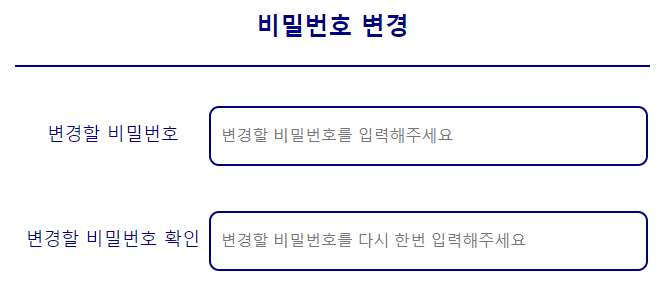 비밀번호 변경
변경할 비밀번호
변경할 비밀번호를 입력해주세요
변경할 비밀번호 확인
변경할 비밀번호를 다시 한번 입력해주세요